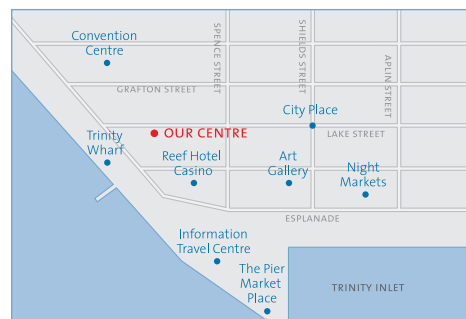 Convention
Centre
SPENCE STREET
SHIELDS STREET
APLIN STREET
GRAFTON STREET
City Place
OUR CENTRE
LAKE STREET
Trinity
Wharf
Reef Hotel
Casino
Art
Gallery
Night
Markets
ESPLANADE
Information
Travel Centre
The Pier
Market
Place
TRINITY INLET